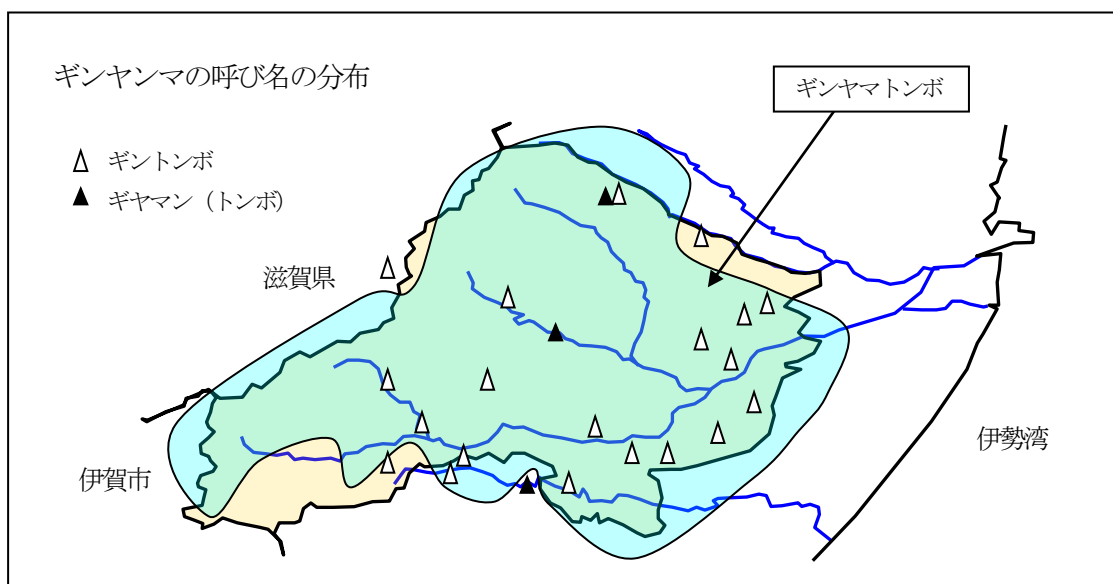 ギンヤンマの呼び名の分布
ギンヤマトンボ
ギントンボ
ギヤマン（トンボ）
滋賀県
伊勢湾
伊賀市